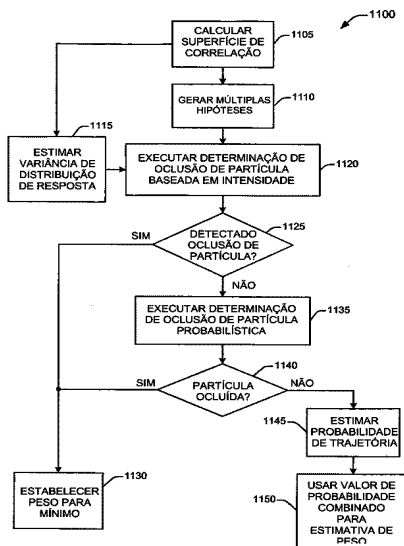 1100
CALCULAR
SUPERFÍCIE DE
CORRELAÇÃO
1105
GERAR MÚLTIPLAS
HIPÓTESES
1110
1115
ESTIMAR
VARIÂNCIA DE
DISTRIBUIÇÃO
DE RESPOSTA
EXECUTAR DETERMINAÇÃO DE
OCLUSÃO DE PARTÍCULA
BASEADA EM INTENSIDADE
1120
SIM
DETECTADO
OCLUSÃO DE
PARTÍCULA?
1125
NÃO
EXECUTAR DETERMINAÇÃO
DE OCLUSÃO DE PARTÍCULA
PROBABILÍSTICA
1135
SIM
PARTÍCULA
OCLUÍDA?
1140
NÃO
1145
ESTIMAR
PROBABILIDADE
DE TRAJETÓRIA
ESTABELECER
PESO PARA
MÍNIMO
1130
1150
USAR VALOR DE
PROBABILIDADE
COMBINADO
PARA
ESTIMATIVA DE
PESO